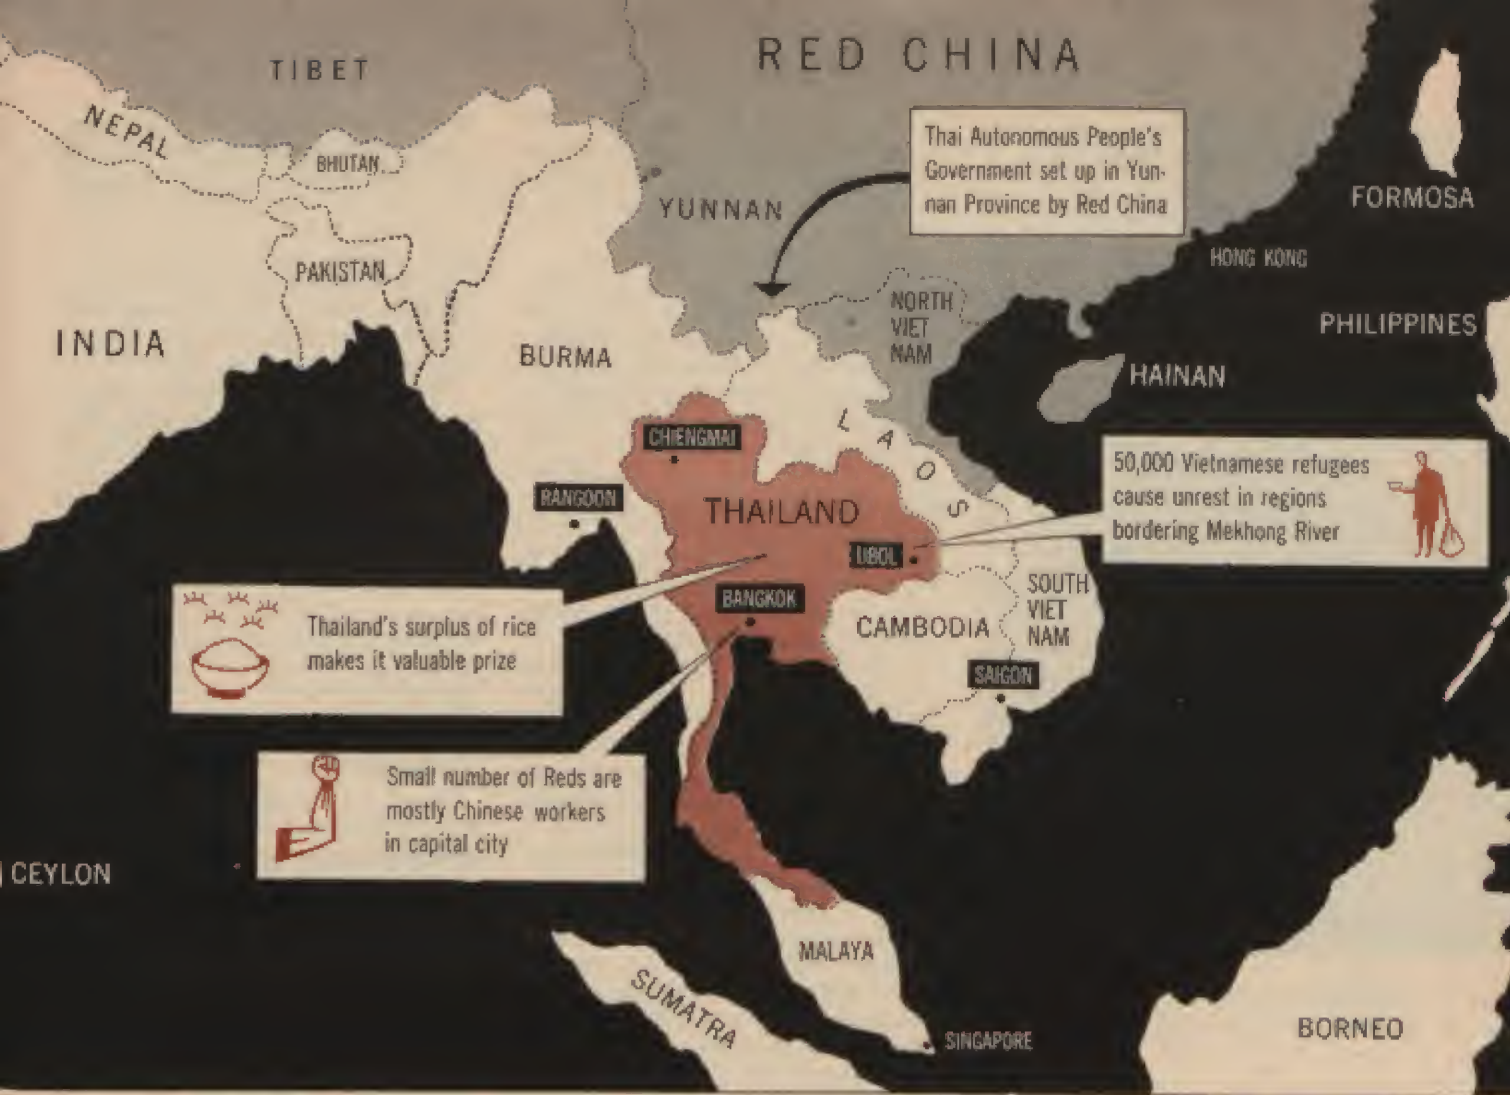 RED CHINA
TIBET
NEPAL
BHUTAN
Thai Autonomous People's
Government set up in Yun-
nan Province by Red China
FORMOSA
YUNNAN
HONG KONG
PAKISTAN
NORTH
VIET
NAM
PHILIPPINES
INDIA
BURMA
HAINAN
LAOS
CHIENGMAI
50,000 Vietnamese refugees
cause unrest in regions
bordering Mekhong River
RANGOON
THAILAND
UBOL
SOUTH
VIET
NAM
BANGKOK
CAMBODIA
Thailand's surplus of rice
makes it valuable prize
SAIGON
Small number of Reds are
mostly Chinese workers
in capital city
CEYLON
MALAYA
SUMATRA
SINGAPORE
BORNEO